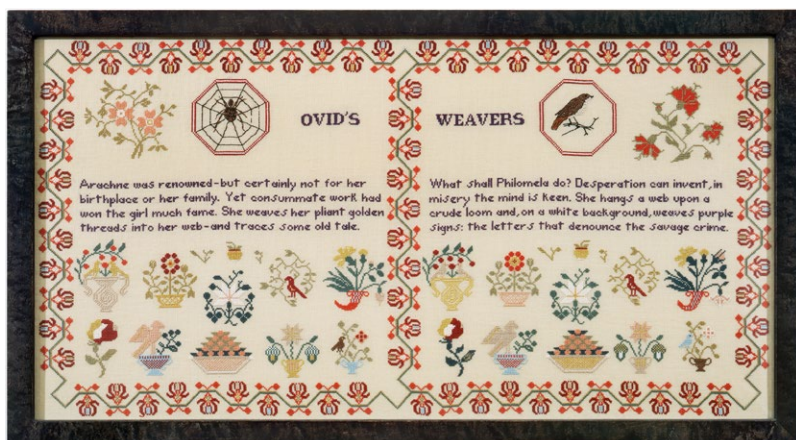 OVID'S WEAVERS
Arachne was renowned-but certainly not for her
birthplace or her family. Yet consummate work had
won the girl much fame. She weaves her pliant golden
threads into her web-and traces some old tale.
What shall Philomela do? Desperation can invent, in
misery the mind is keen. She hangs a web upon a
crude loom and, on a white background, weaves purple
signs: the letters that denounce the savage crime.